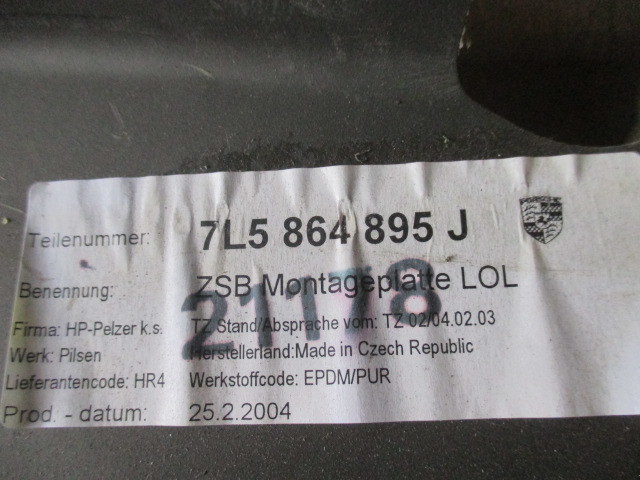 Teilenummer: 7L5 864 895 J
Benennung: ZSB Montageplatte LOL
21178
Firma: HP-Pelzer k.s. TZ Stand/Absprache vom: TZ 02/04.02.03
Werk: Pilsen Herstellerland:Made in Czech Republic
Lieferantencode: HR4 Werkstoffcode: EPDM/PUR
Prod. - datum: 25.2.2004